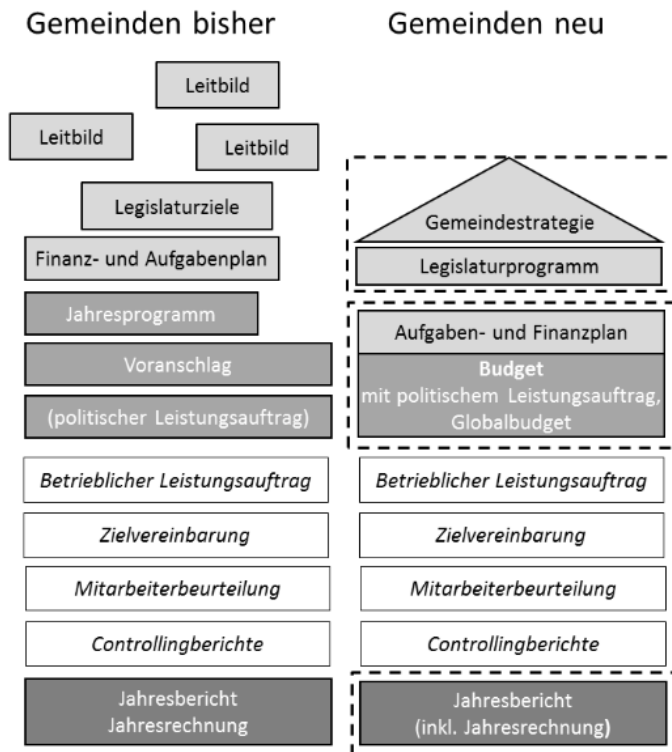 Gemeinden bisher
Leitbild
Leitbild
Leitbild
Legislaturziele
Finanz- und Aufgabenplan
Jahresprogramm
Voranschlag
(politischer Leistungsauftrag)
Betrieblicher Leistungsauftrag
Zielvereinbarung
Mitarbeiterbeurteilung
Controllingberichte
Jahresbericht
Jahresrechnung
Gemeinden neu
Gemeindestrategie
Legislaturprogramm
Aufgaben- und Finanzplan
Budget
mit politischem Leistungsauftrag,
Globalbudget
Betrieblicher Leistungsauftrag
Zielvereinbarung
Mitarbeiterbeurteilung
Controllingberichte
Jahresbericht
(inkl. Jahresrechnung)